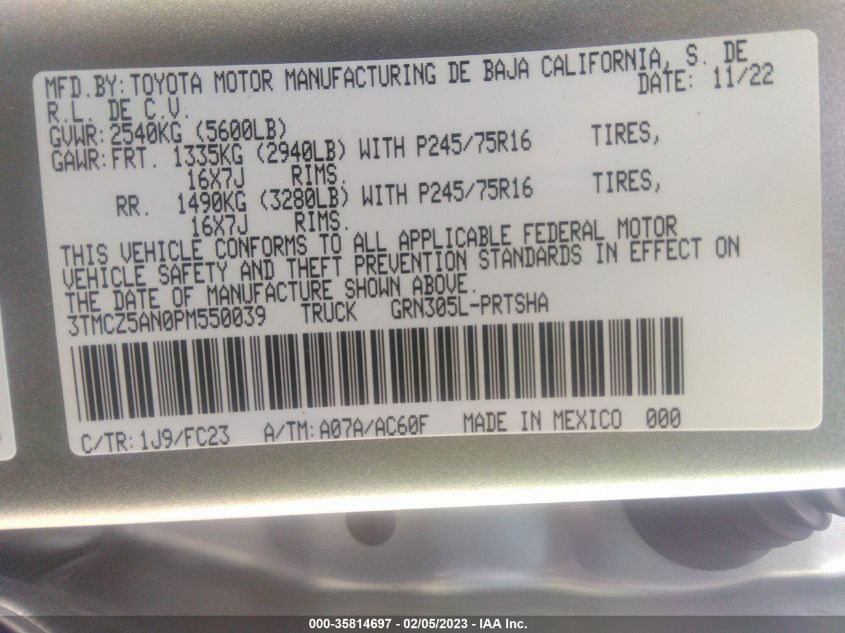 MFD.BY: TOYOTA MOTOR MANUFACTURING DE BAJA CALIFORNIA, S. DE
R.L. DE C.V. DATE: 11/22
GVWR: 2540KG (5600LB)
GAWR: FRT. 1335KG (2940LB) WITH P245/75R16 TIRES,
16X7J RIMS.
RR. 1490KG (3280LB) WITH P245/75R16 TIRES,
16X7J RIMS.
THIS VEHICLE CONFORMS TO ALL APPLICABLE FEDERAL MOTOR
VEHICLE SAFETY AND THEFT PREVENTION STANDARDS IN EFFECT ON
THE DATE OF MANUFACTURE SHOWN ABOVE.
3TMCZ5AN0PM550039 TRUCK GRN305L-PRTSHA
C/TR: 1J9/FC23 A/TM: A07A/AC60F MADE IN MEXICO 000
000-35814697 - 02/05/2023 - IAA Inc.